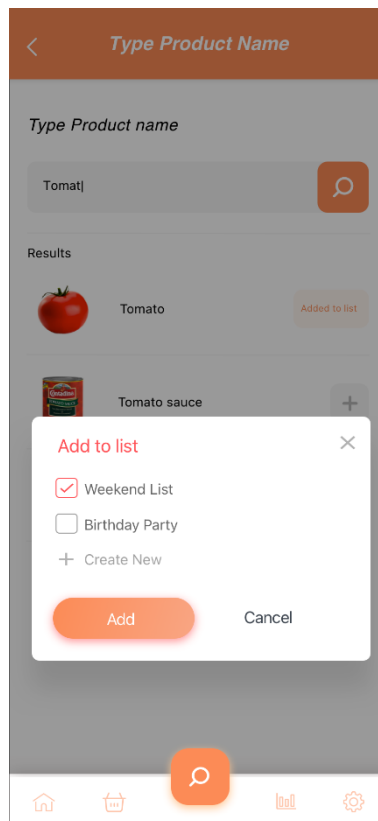 Type Product Name
Type Product name
Tomat
Results
Tomato
Added to list
Contadina
Tomato sauce
Add to list
Weekend List
Birthday Party
Create New
Add
Cancel